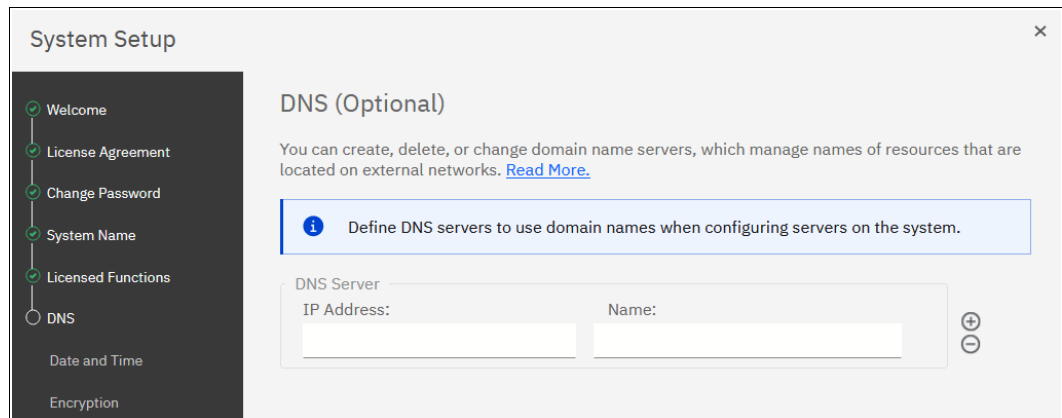 System Setup
Welcome
License Agreement
Change Password
System Name
Licensed Functions
DNS
Date and Time
Encryption
DNS (Optional)
You can create, delete, or change domain name servers, which manage names of resources that are
located on external networks. Read More.
Define DNS servers to use domain names when configuring servers on the system.
DNS Server
IP Address:
Name: